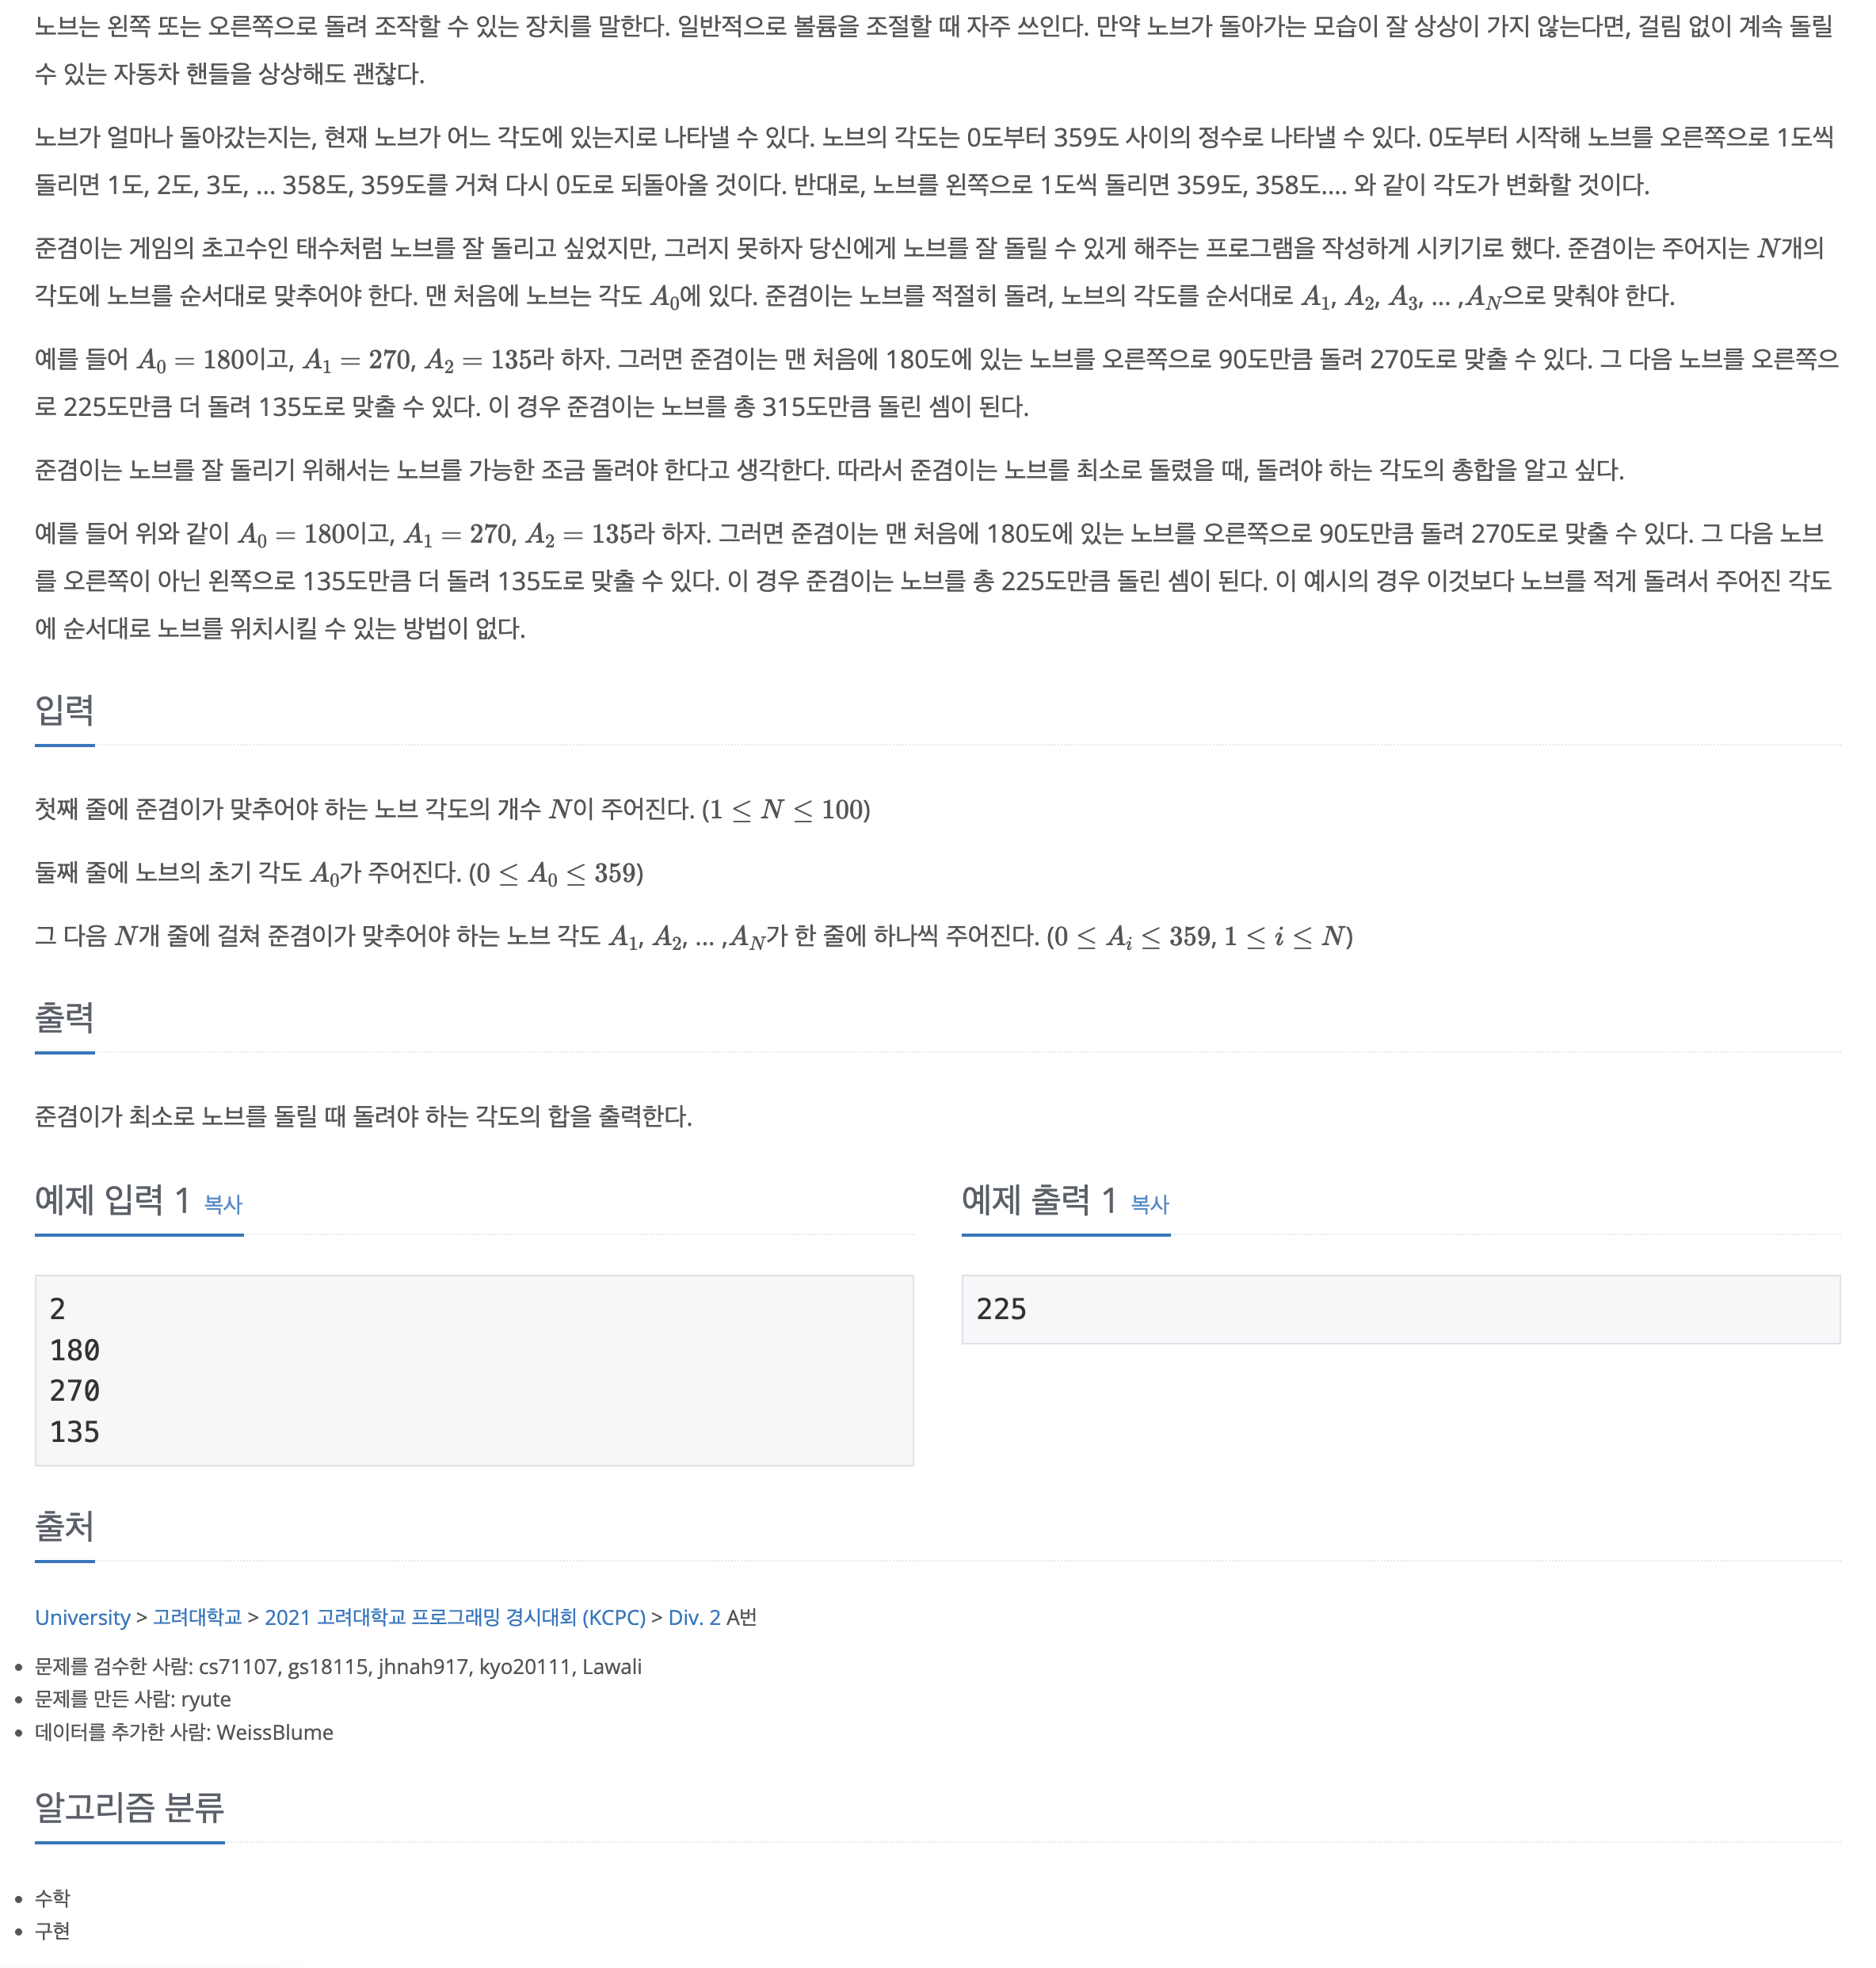 노브는 왼쪽 또는 오른쪽으로 돌려 조작할 수 있는 장치를 말한다. 일반적으로 볼륨을 조절할 때 자주 쓰인다. 만약 노브가 돌아가는 모습이 잘 상상이 가지 않는다면, 걸림 없이 계속 돌릴
수 있는 자동차 핸들을 상상해도 괜찮다.
노브가 얼마나 돌아갔는지는, 현재 노브가 어느 각도에 있는지로 나타낼 수 있다. 노브의 각도는 0도부터 359도 사이의 정수로 나타낼 수 있다. 0도부터 시작해 노브를 오른쪽으로 1도씩
돌리면 1도, 2도, 3도, ... 358도, 359도를 거쳐 다시 0도로 되돌아올 것이다. 반대로, 노브를 왼쪽으로 1도씩 돌리면 359도, 358도.... 와 같이 각도가 변화할 것이다.
준겸이는 게임의 초고수인 태수처럼 노브를 잘 돌리고 싶었지만, 그러지 못하자 당신에게 노브를 잘 돌릴 수 있게 해주는 프로그램을 작성하게 시키기로 했다. 준겸이는 주어지는 N개의
각도에 노브를 순서대로 맞추어야 한다. 맨 처음에 노브는 각도 A₀에 있다. 준겸이는 노브를 적절히 돌려, 노브의 각도를 순서대로 A₁, A₂, A₃, ... ,A_N으로 맞춰야 한다.
예를 들어 A₀ = 180이고, A₁ = 270, A₂ = 135라 하자. 그러면 준겸이는 맨 처음에 180도에 있는 노브를 오른쪽으로 90도만큼 돌려 270도로 맞출 수 있다. 그 다음 노브를 오른쪽으
로 225도만큼 더 돌려 135도로 맞출 수 있다. 이 경우 준겸이는 노브를 총 315도만큼 돌린 셈이 된다.
준겸이는 노브를 잘 돌리기 위해서는 노브를 가능한 조금 돌려야 한다고 생각한다. 따라서 준겸이는 노브를 최소로 돌렸을 때, 돌려야 하는 각도의 총합을 알고 싶다.
예를 들어 위와 같이 A₀ = 180이고, A₁ = 270, A₂ = 135라 하자. 그러면 준겸이는 맨 처음에 180도에 있는 노브를 오른쪽으로 90도만큼 돌려 270도로 맞출 수 있다. 그 다음 노브
를 오른쪽이 아닌 왼쪽으로 135도만큼 더 돌려 135도로 맞출 수 있다. 이 경우 준겸이는 노브를 총 225도만큼 돌린 셈이 된다. 이 예시의 경우 이것보다 노브를 적게 돌려서 주어진 각도
에 순서대로 노브를 위치시킬 수 있는 방법이 없다.
입력
첫째 줄에 준겸이가 맞추어야 하는 노브 각도의 개수 N이 주어진다. (1 ≤ N ≤ 100)
둘째 줄에 노브의 초기 각도 A₀가 주어진다. (0 ≤ A₀ ≤ 359)
그 다음 N개 줄에 걸쳐 준겸이가 맞추어야 하는 노브 각도 A₁, A₂, ... ,A_N가 한 줄에 하나씩 주어진다. (0 ≤ A_i ≤ 359, 1 ≤ i ≤ N)
출력
준겸이가 최소로 노브를 돌릴 때 돌려야 하는 각도의 합을 출력한다.
예제 입력 1 복사
2
180
270
135
예제 출력 1 복사
225
출처
University > 고려대학교 > 2021 고려대학교 프로그래밍 경시대회 (KCPC) > Div. 2 A번
• 문제를 검수한 사람: cs71107, gs18115, jhnah917, kyo20111, Lawali
• 문제를 만든 사람: ryute
• 데이터를 추가한 사람: WeissBlume
알고리즘 분류
• 수학
• 구현